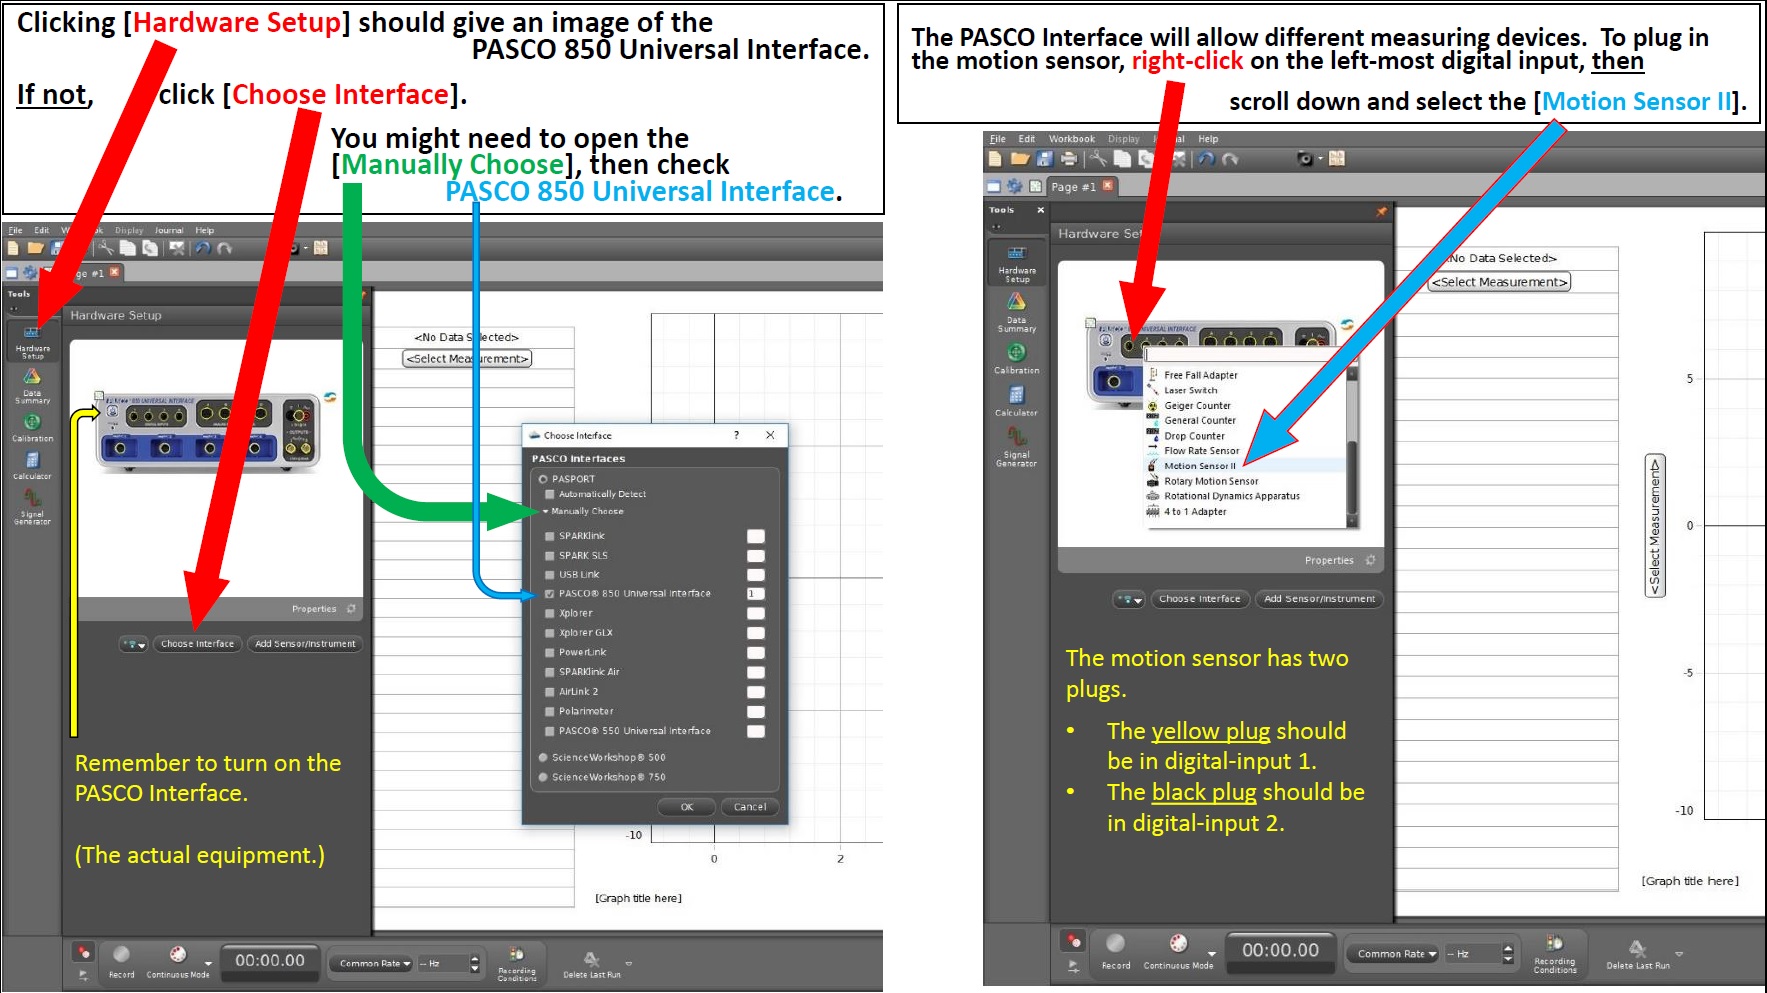 Clicking [Hardware Setup] should give an image of the
PASCO 850 Universal Interface.
If not, click [Choose Interface].
You might need to open the
[Manually Choose], then check
PASCO 850 Universal Interface.
File Edit Display Journal Help
Page #1
Tools
Hardware Setup
Hardware
Setup
Data
Summary
Calibration
Calculator
Signal
Generator
850 UNIVERSAL INTERFACE
Properties
Choose Interface
Add Sensor/Instrument
Remember to turn on the
PASCO Interface.
(The actual equipment.)
<No Data Selected>
<Select Measurement>
Choose Interface ? ×
PASCO Interfaces
PASPORT
Automatically Detect
Manually Choose
SPARKlink
SPARK SLS
USB Link
PASCO® 850 Universal Interface 1
Xplorer
Xplorer GLX
PowerLink
SPARKlink Air
AirLink 2
Polarimeter
PASCO® 550 Universal Interface
ScienceWorkshop® 500
ScienceWorkshop® 750
OK Cancel
-10
0 2
[Graph title here]
Record
Continuous Mode
00:00.00
Common Rate
-- Hz
Recording
Conditions
Delete Last Run
The PASCO Interface will allow different measuring devices. To plug in
the motion sensor, right-click on the left-most digital input, then
scroll down and select the [Motion Sensor II].
File Edit Workbook Display Help
Page #1
Tools
Hardware
Setup
Data
Summary
Calibration
Calculator
Signal
Generator
UNIVERSAL INTERFACE
Free Fall Adapter
Laser Switch
Geiger Counter
General Counter
Drop Counter
Flow Rate Sensor
Motion Sensor II
Rotary Motion Sensor
Rotational Dynamics Apparatus
4 to 1 Adapter
Properties
Choose Interface
Add Sensor/Instrument
The motion sensor has two
plugs.
• The yellow plug should
be in digital-input 1.
• The black plug should be
in digital-input 2.
<No Data Selected>
<Select Measurement>
<Select Measurement>
5
0
-5
-10
[Graph title here]
Record
Continuous Mode
00:00.00
Common Rate
-- Hz
Recording
Conditions
Delete Last Run